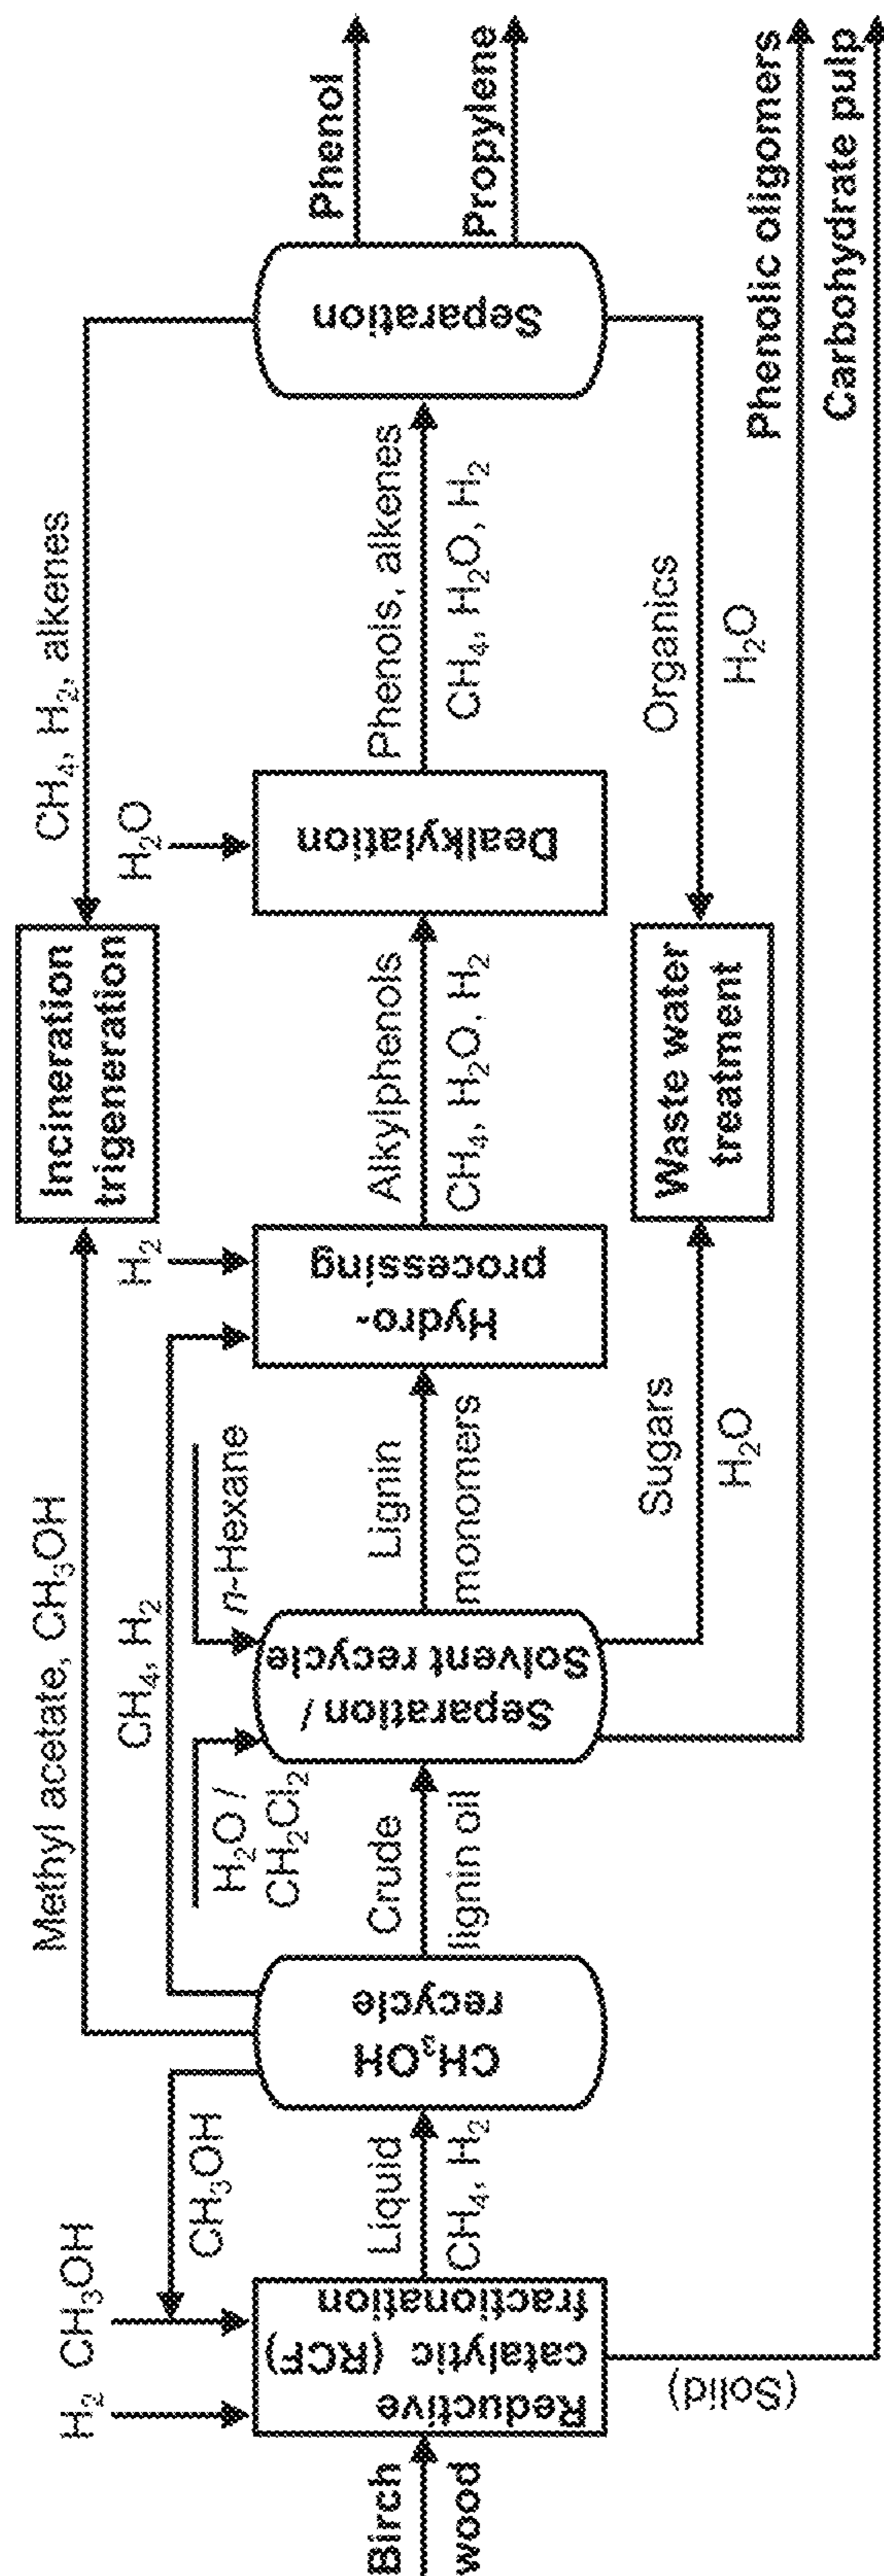 Birch
wood
H₂
CH₃OH
Reductive
catalytic (RCF)
fractionation
(Solid)
CH₃OH
Liquid
CH₄, H₂
CH₃OH
recycle
Methyl acetate, CH₃OH
CH₄, H₂
Crude
lignin oil
H₂O /
CH₂Cl₂
n-Hexane
Separation /
Solvent recycle
Lignin
monomers
Sugars
H₂O
H₂
Hydro-
processing
Incineration
trigeneration
Alkylphenols
CH₄, H₂O, H₂
Waste water
treatment
H₂O
Dealkylation
CH₄, H₂, alkenes
Phenols, alkenes
CH₄, H₂O, H₂
Organics
H₂O
Separation
Phenol
Propylene
Phenolic oligomers
Carbohydrate pulp